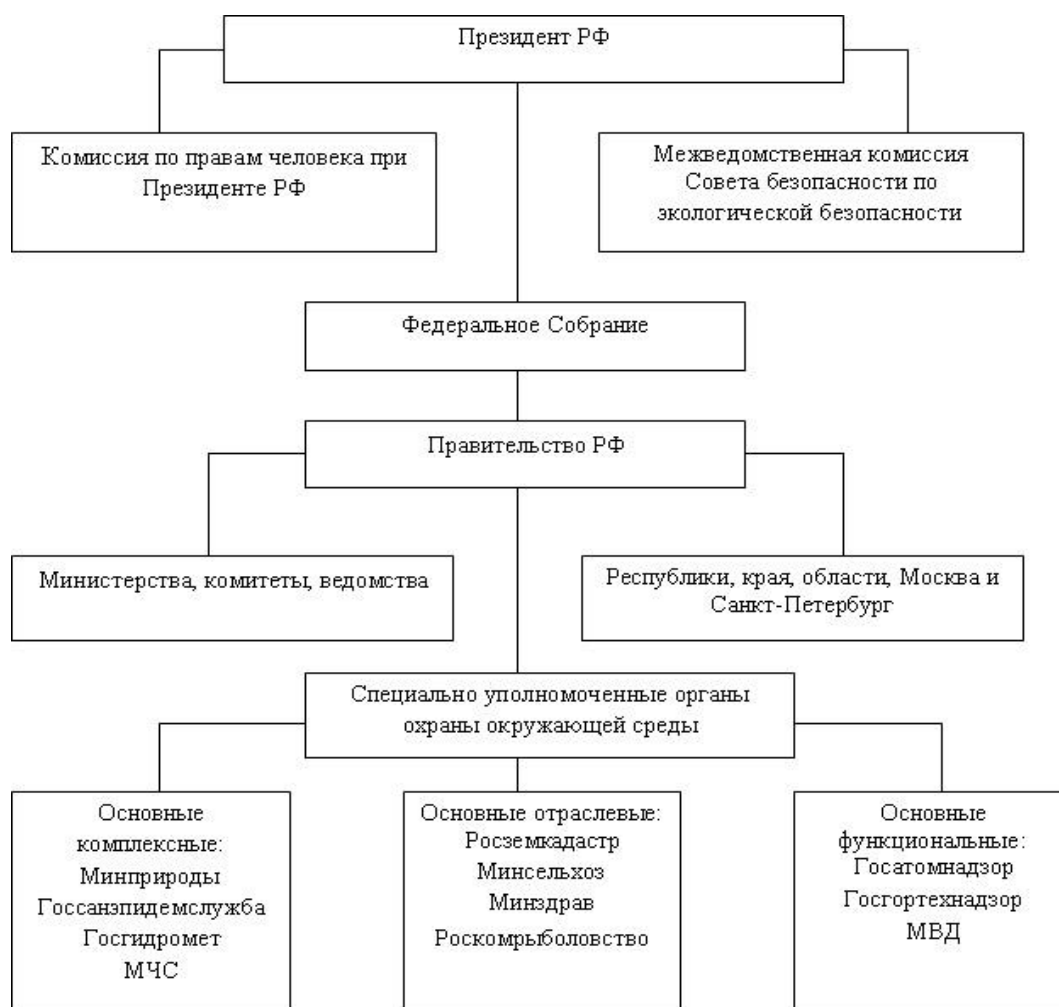 Президент РФ
Комиссия по правам человека при
Президенте РФ
Межведомственная комиссия
Совета безопасности по
экологической безопасности
Федеральное Собрание
Правительство РФ
Министерства, комитеты, ведомства
Республики, края, области, Москва и
Санкт-Петербург
Специально уполномоченные органы
охраны окружающей среды
Основные
комплексные:
Минприроды
Госсанэпидемслужба
Госгидромет
МЧС
Основные отраслевые:
Росземкадастр
Минсельхоз
Минздрав
Роскомрыболовство
Основные
функциональные:
Госатомнадзор
Госгортехнадзор
МВД